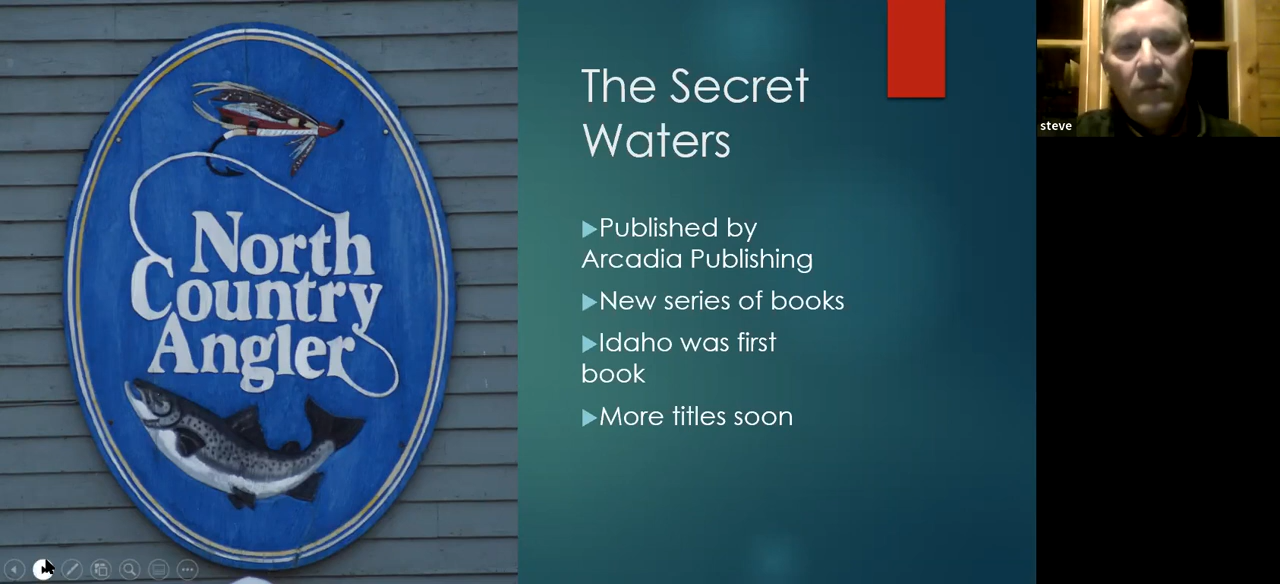 North
Country
Angler
The Secret
Waters
Published by
Arcadia Publishing
New series of books
Idaho was first
book
More titles soon
steve